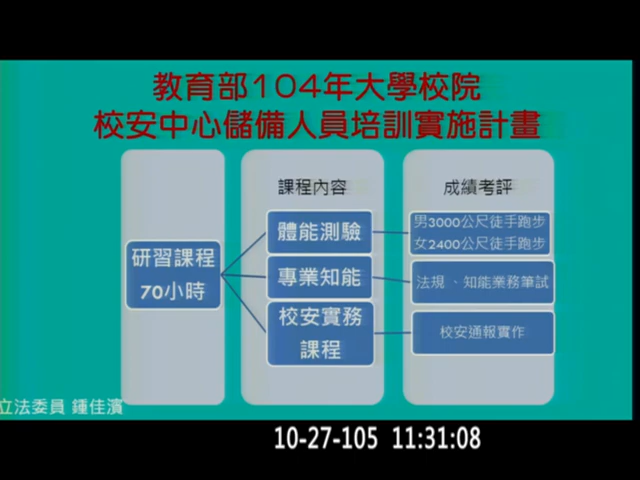 教育部104年大學校院
校安中心儲備人員培訓實施計畫
課程內容
成績考評
研習課程
70小時
體能測驗
男3000公尺徒手跑步
女2400公尺徒手跑步
專業知能
法規 、知能業務筆試
校安實務
課程
校安通報實作
立法委員 鍾佳濱
10-27-105 11:31:08